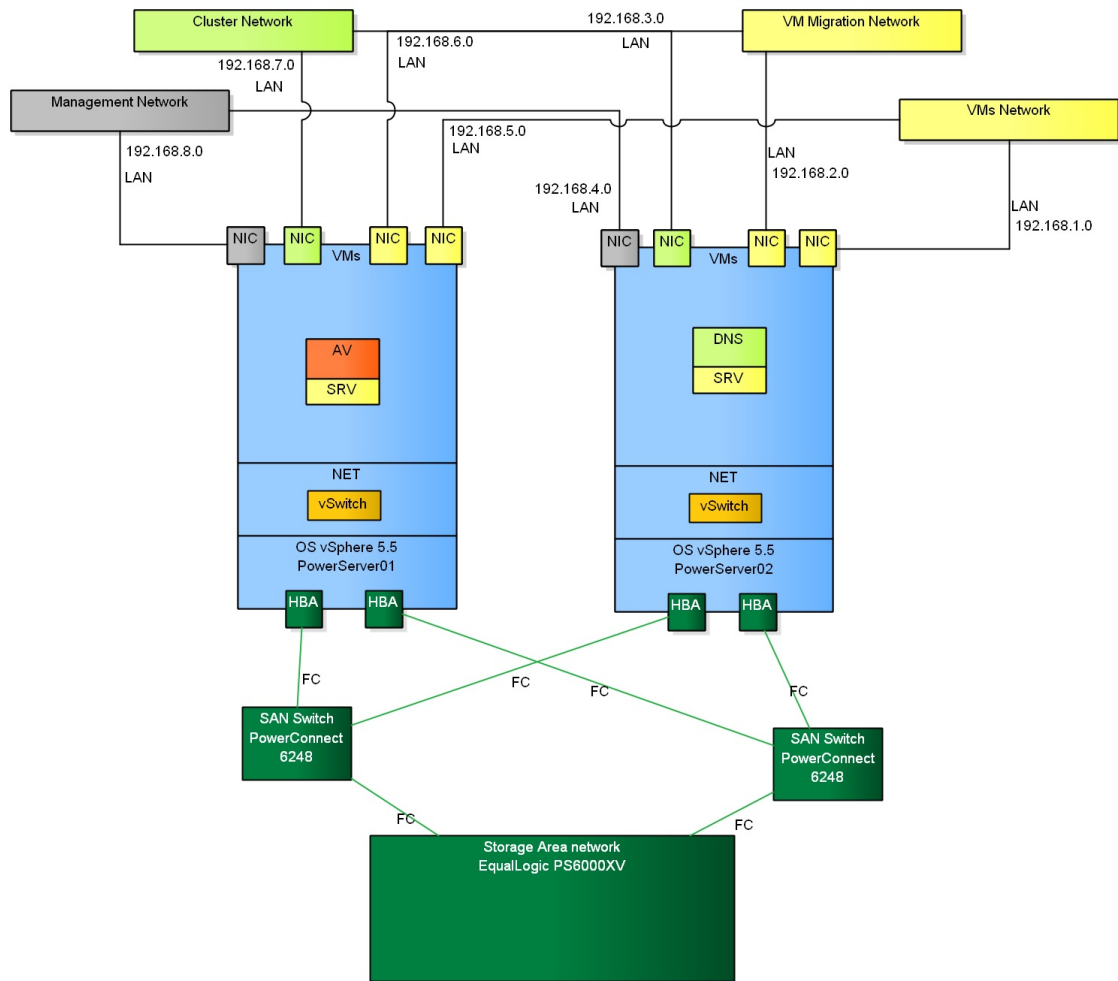 Cluster Network
192.168.3.0
LAN
VM Migration Network
192.168.6.0
LAN
192.168.7.0
LAN
Management Network
VMs Network
192.168.5.0
LAN
192.168.8.0
LAN
LAN
192.168.2.0
192.168.4.0
LAN
LAN
192.168.1.0
NIC
NIC
NIC
NIC
VMs
NIC
NIC
NIC
NIC
VMs
AV
SRV
DNS
SRV
NET
vSwitch
NET
vSwitch
OS vSphere 5.5
PowerServer01
OS vSphere 5.5
PowerServer02
HBA
HBA
HBA
HBA
FC
FC
FC
FC
SAN Switch
PowerConnect
6248
SAN Switch
PowerConnect
6248
FC
FC
Storage Area network
EqualLogic PS6000XV